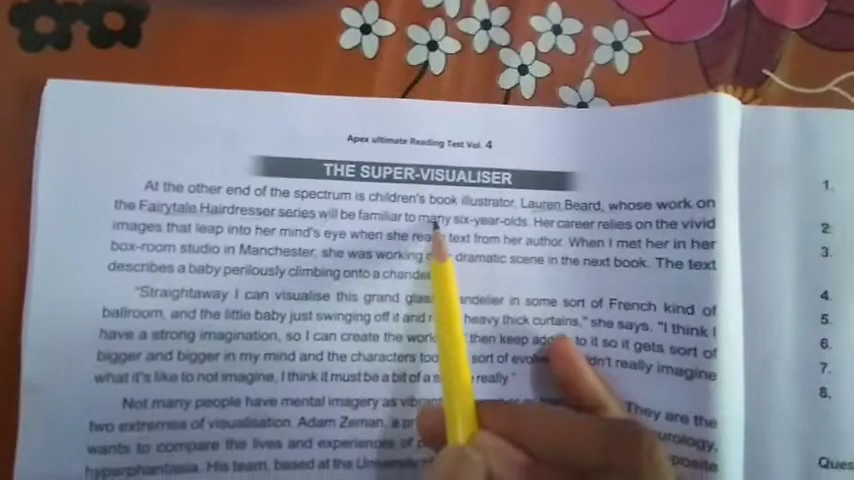 Apex ultimate Reading Test Vol. 4
THE SUPER-VISUALISER
At the other end of the spectrum is children's book illustrator, Lauren Beard, whose work on
the Fairytale Hairdresser series will be familiar to many six-year-olds. Her career relies on the vivid
images that leap into her mind's eye when she text from her author. When I met her in her
box-room studio in Manchester, she was working dramatic scene in the next book. The text
describes a baby perilously climbing onto a
"Straightaway I can visualise this grand glass in some sort of French kind of
ballroom, and the little baby just swinging off it and heavy thick curtains," she says. "I think I
have a strong imagination, so I can create the then keep to it so it gets sort of
bigger and bigger in my mind and the characters sort of really imagine
what it's like to not imagine, I think it must be a bit of a really"
Not many people have mental imagery as They are the
two extremes of visualisation. Adam Zeman, a
wants to compare the lives and experiences of
hyperphantasia. His team, based at the
1.
2.
3.
4.
5.
6.
7.
8.
Ques